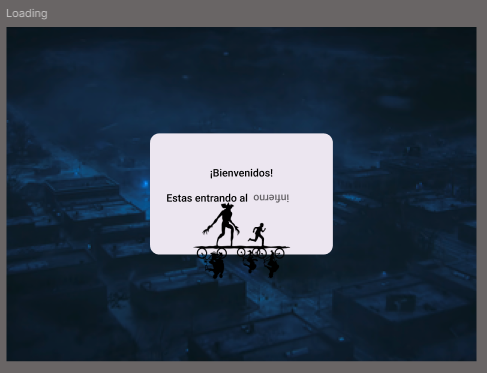 Loading
¡Bienvenidos!
Estas entrando al infierno